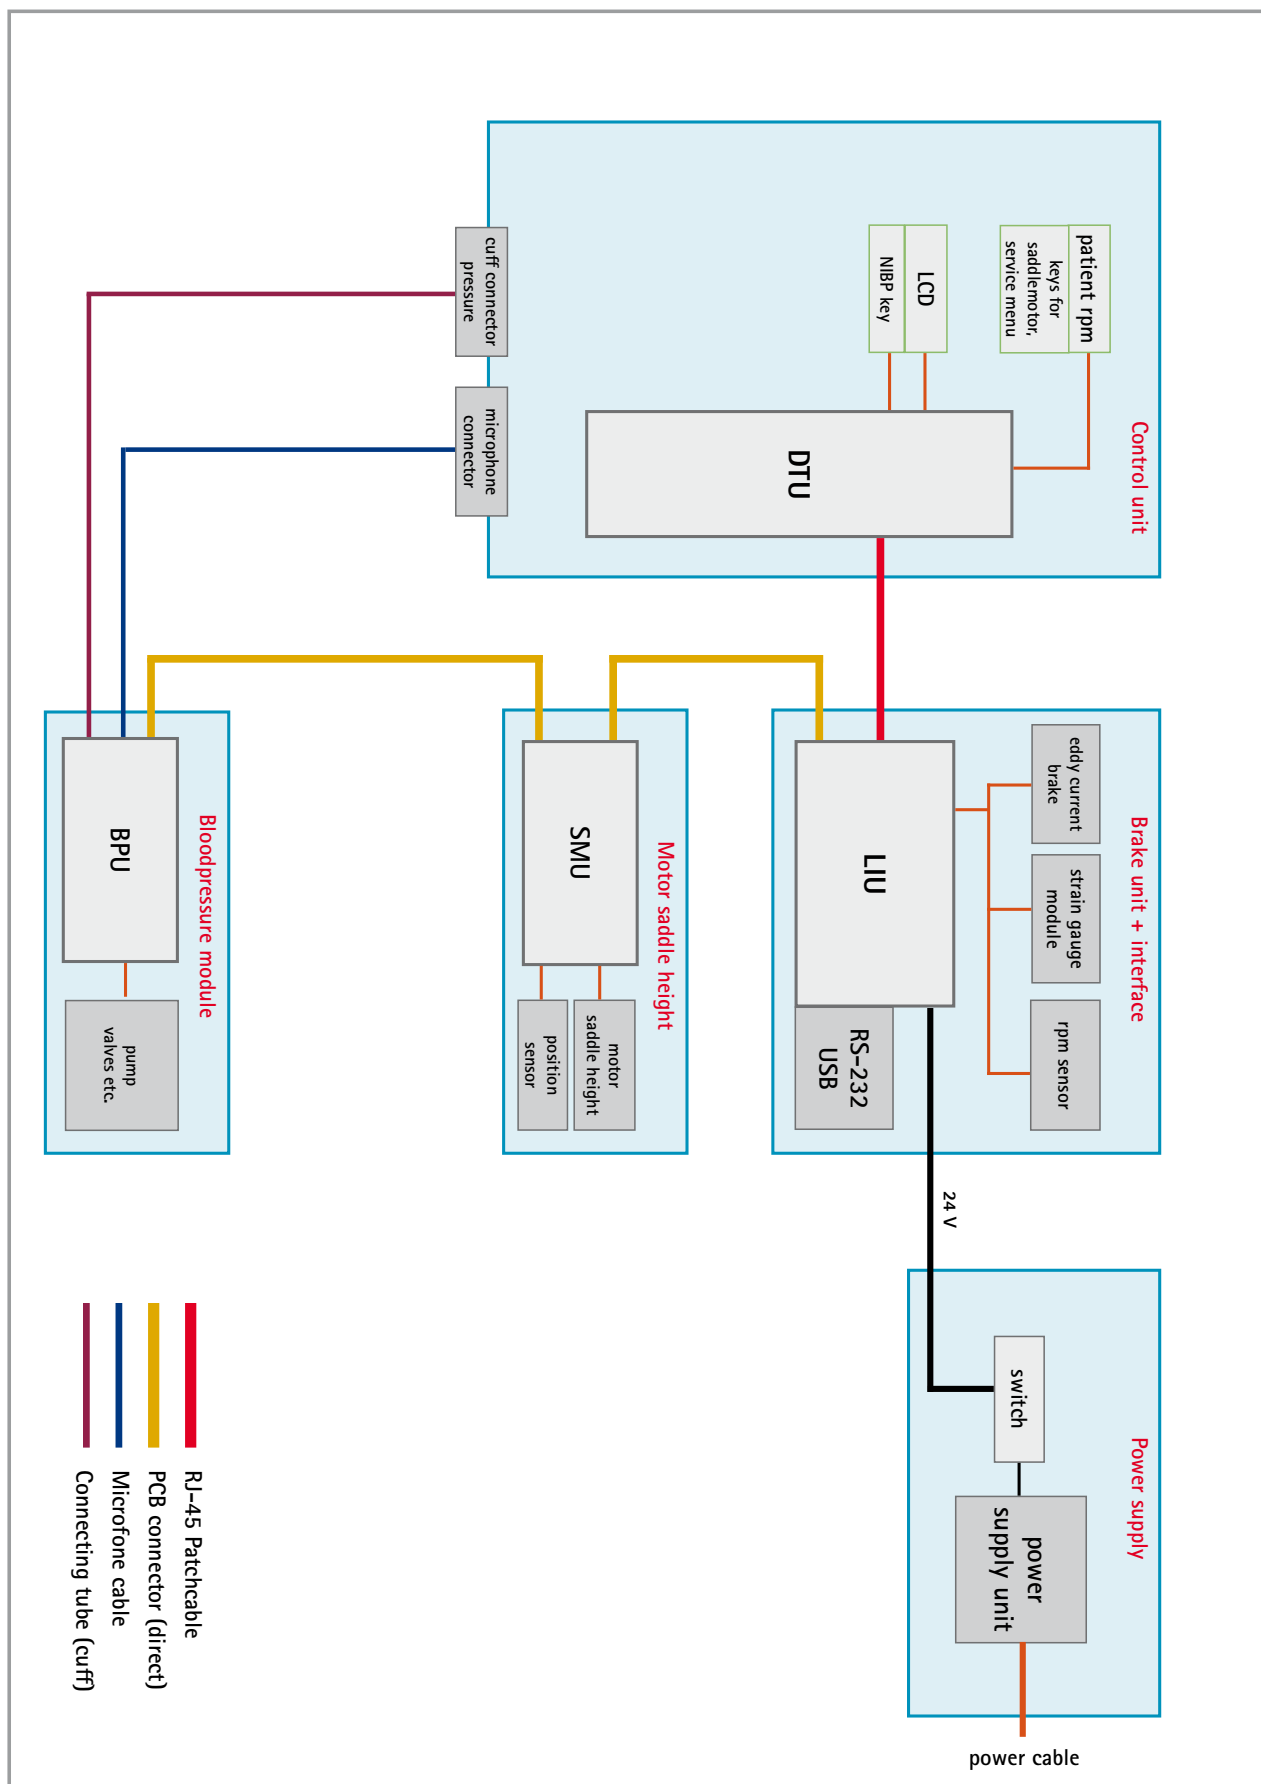 Control unit
patient rpm
keys for
saddlemotor,
service menu
LCD
NIBP key
DTU
cuff connector
pressure
microphone
connector
Brake unit + interface
eddy current
brake
strain gauge
module
rpm sensor
LIU
RS-232
USB
Motor saddle height
SMU
motor
saddle height
position
sensor
Bloodpressure module
BPU
pump
valves etc.
24 V
Power supply
switch
power
supply unit
power cable
RJ-45 Patchcable
PCB connector (direct)
Microfone cable
Connecting tube (cuff)